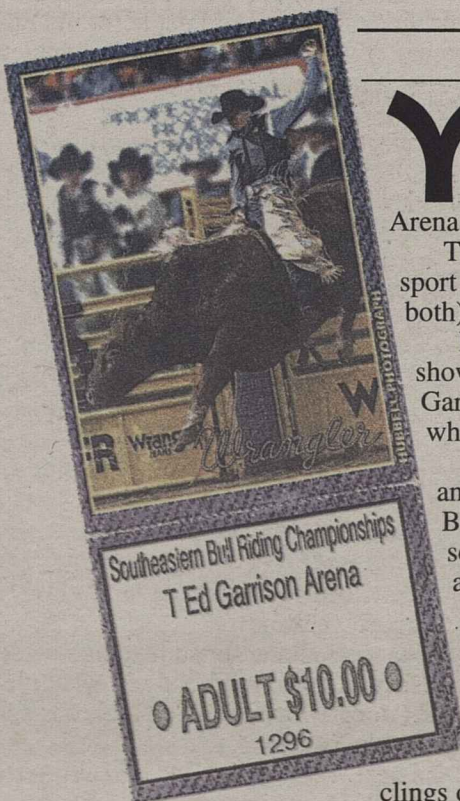 R
Wrangler
W
Wrangler
HUBBELL PHOTOGRAPH
Southeastern Bull Riding Championships
T Ed Garrison Arena
ADULT $10.00
1296
Y
Arena
T
sport
both)
show
Gar
wh
an
B
s
a
clings